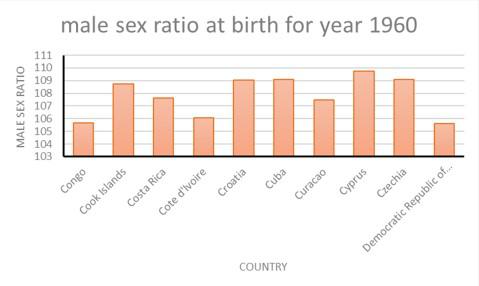 male sex ratio at birth for year 1960
MALE SEX RATIO
111
110
109
108
107
106
105
104
103
Congo
Cook Islands
Costa Rica
Cote d'Ivoire
Croatia
Cuba
Curacao
Cyprus
Czechia
Democratic Republic of...
COUNTRY